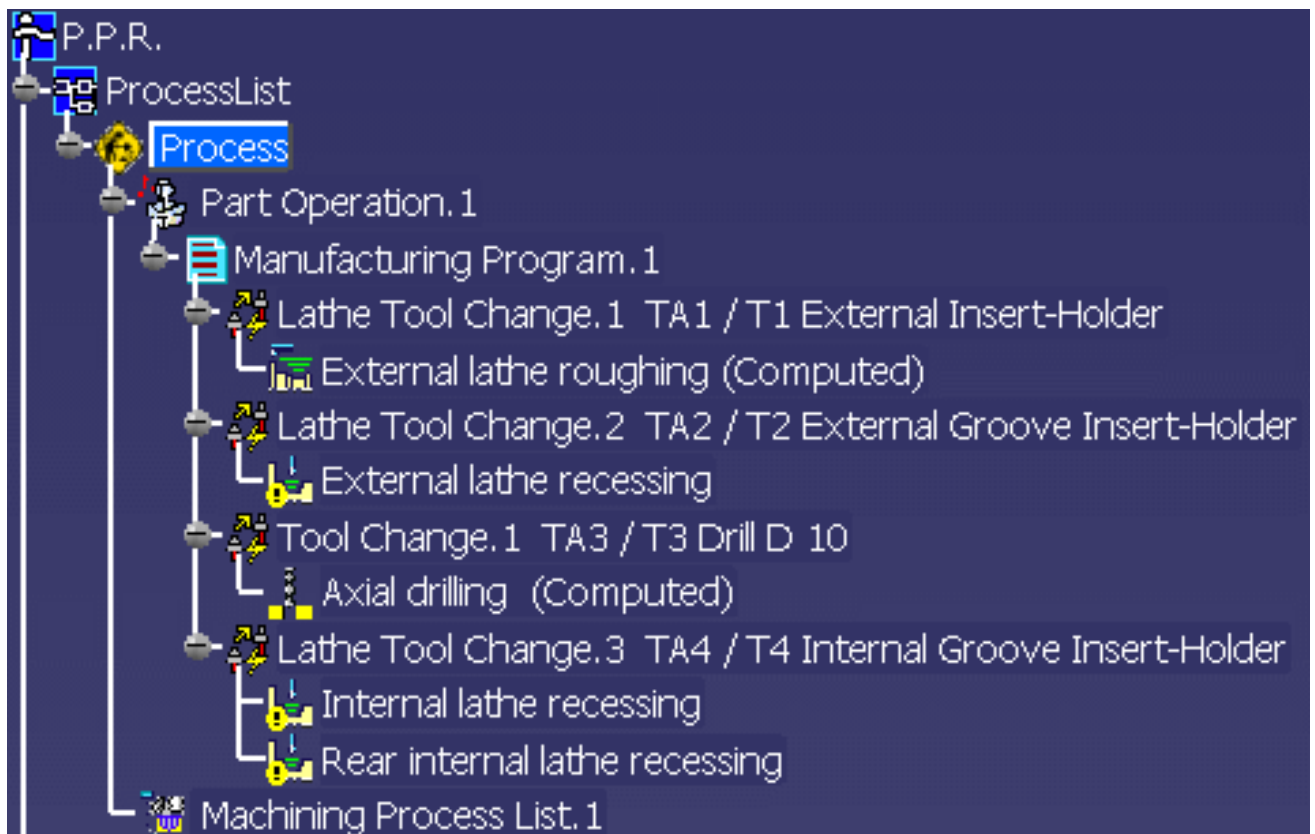 P.P.R.
ProcessList
Process
Part Operation.1
Manufacturing Program.1
Lathe Tool Change.1 TA1 / T1 External Insert-Holder
External lathe roughing (Computed)
Lathe Tool Change.2 TA2 / T2 External Groove Insert-Holder
External lathe recessing
Tool Change.1 TA3 / T3 Drill D 10
Axial drilling (Computed)
Lathe Tool Change.3 TA4 / T4 Internal Groove Insert-Holder
Internal lathe recessing
Rear internal lathe recessing
Machining Process List.1